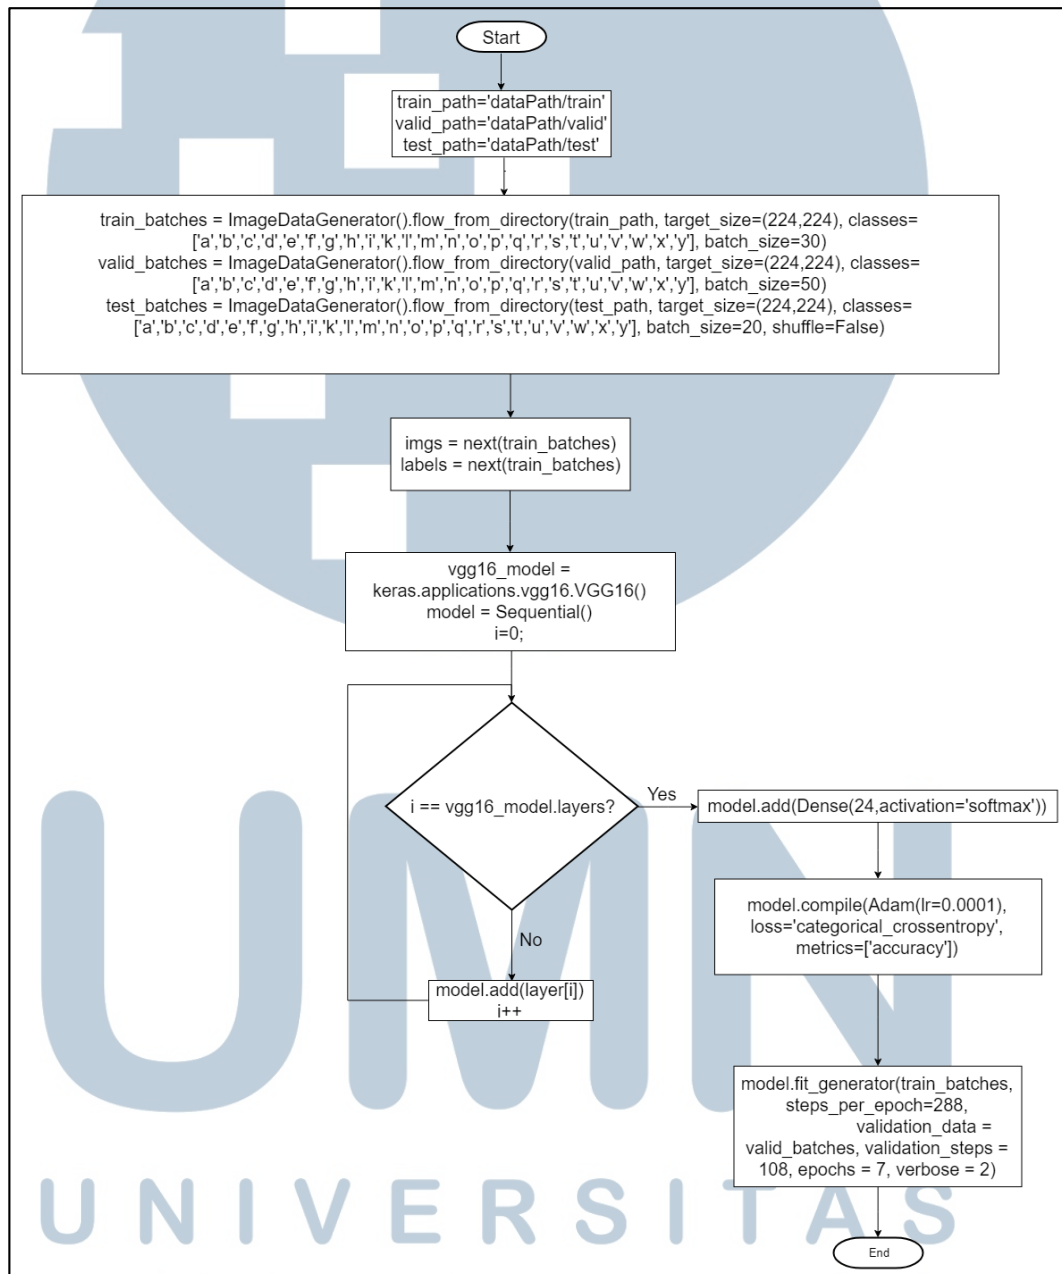 Start
train_path='dataPath/train'
valid_path='dataPath/valid'
test_path='dataPath/test'
train_batches = ImageDataGenerator().flow_from_directory(train_path, target_size=(224,224), classes=
['a','b','c','d','e','f','g','h','i','k','l','m','n','o','p','q','r','s','t','u','v','w','x','y'], batch_size=30)
valid_batches = ImageDataGenerator().flow_from_directory(valid_path, target_size=(224,224), classes=
['a','b','c','d','e','f','g','h','i','k','l','m','n','o','p','q','r','s','t','u','v','w','x','y'], batch_size=50)
test_batches = ImageDataGenerator().flow_from_directory(test_path, target_size=(224,224), classes=
['a','b','c','d','e','f','g','h','i','k','l','m','n','o','p','q','r','s','t','u','v','w','x','y'], batch_size=20, shuffle=False)
imgs = next(train_batches)
labels = next(train_batches)
vgg16_model =
keras.applications.vgg16.VGG16()
model = Sequential()
i=0;
i == vgg16_model.layers?
Yes
No
model.add(layer[i])
i++
model.add(Dense(24,activation='softmax'))
model.compile(Adam(lr=0.0001),
loss='categorical_crossentropy',
metrics=['accuracy'])
model.fit_generator(train_batches,
steps_per_epoch=288,
validation_data =
valid_batches, validation_steps =
108, epochs = 7, verbose = 2)
End
UMN
UNIVERSITAS